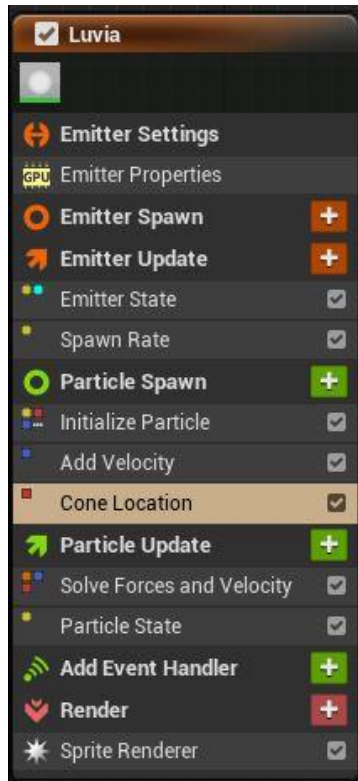 Luvia
Emitter Settings
GPU Emitter Properties
Emitter Spawn
Emitter Update
Emitter State
Spawn Rate
Particle Spawn
Initialize Particle
Add Velocity
Cone Location
Particle Update
Solve Forces and Velocity
Particle State
Add Event Handler
Render
Sprite Renderer